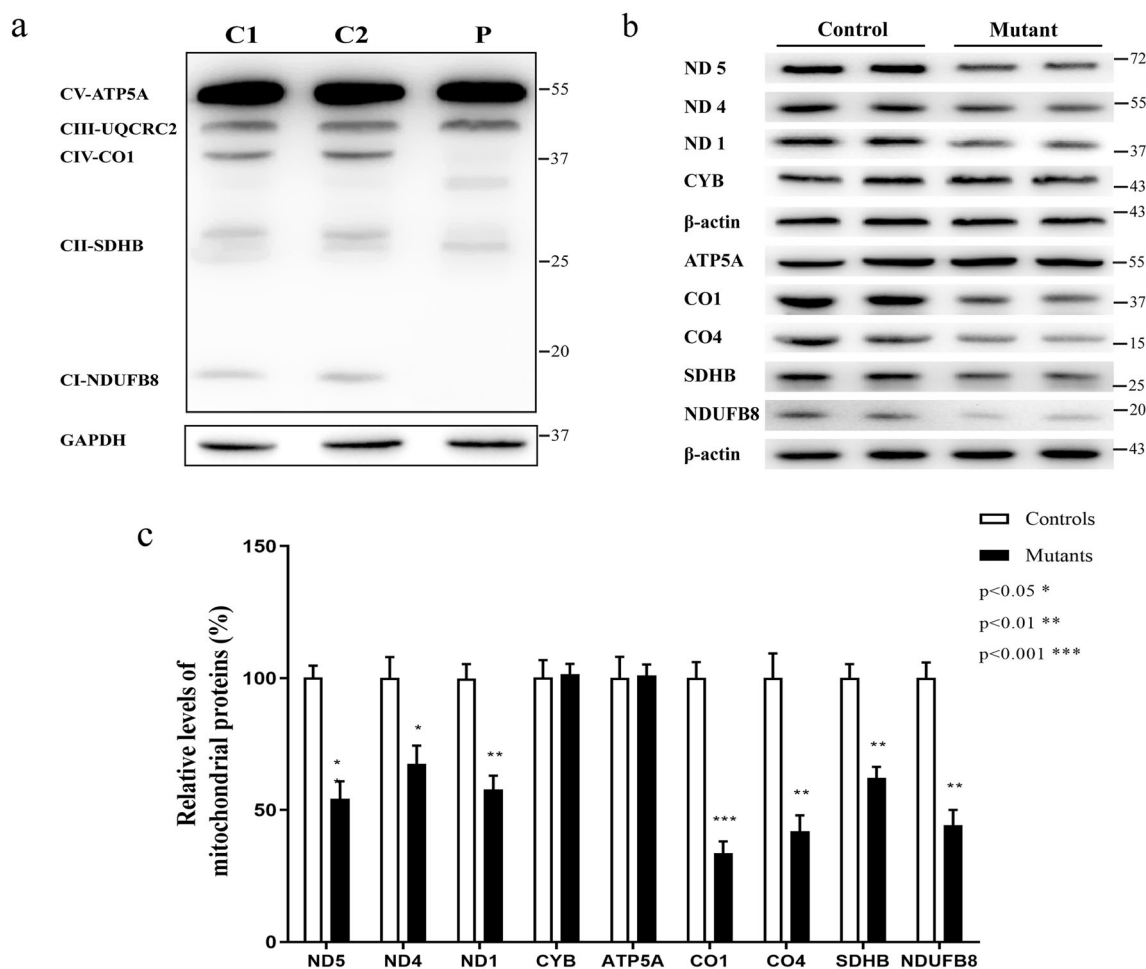 a
C1 C2 P
CV-ATP5A
CIII-UQCRC2
CIV-CO1
CII-SDHB
CI-NDUFB8
GAPDH
55
37
25
20
37
b
Control Mutant
ND 5 72
ND 4 55
ND 1 37
CYB 43
β-actin 43
ATP5A 55
CO1 37
CO4 15
SDHB 25
NDUFB8 20
β-actin 43
c
Controls
Mutants
p<0.05 *
p<0.01 **
p<0.001 ***
Relative levels of
mitochondrial proteins (%)
150
100
50
0
* * ** *** ** ** **
ND5 ND4 ND1 CYB ATP5A CO1 CO4 SDHB NDUFB8